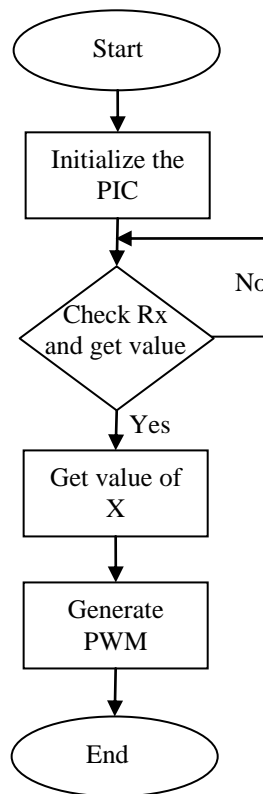 Start
Initialize the
PIC
No
Check Rx
and get value
Yes
Get value of
X
Generate
PWM
End